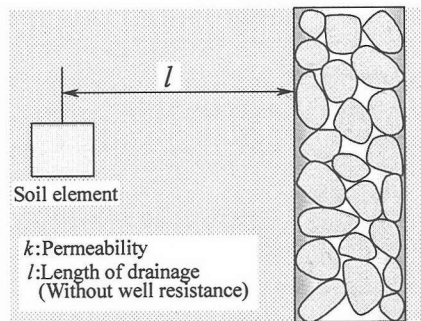 l
Soil element
k:Permeability
l:Length of drainage
(Without well resistance)